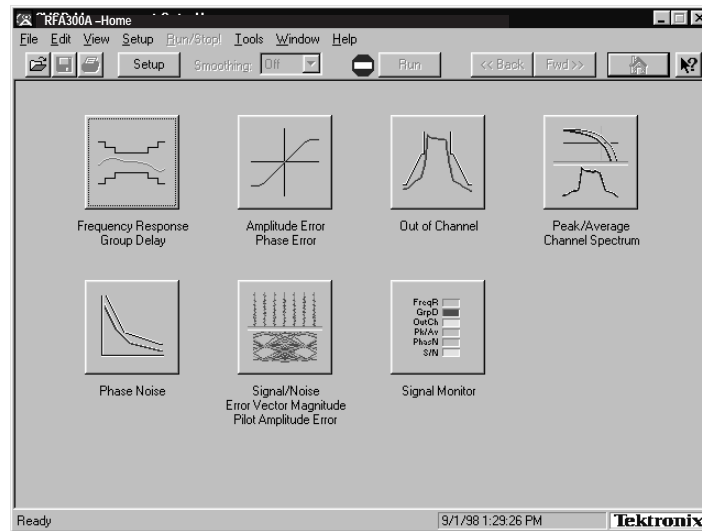 RFA300A –Home
File Edit View Setup Run/Stop! Tools Window Help
Setup Smoothing: Off Run << Back Fwd >>
Frequency Response
Group Delay
Amplitude Error
Phase Error
Out of Channel
Peak/Average
Channel Spectrum
FreqR
GrpD
OutCh
Pk/Av
PhasN
S/N
Phase Noise
Signal/Noise
Error Vector Magnitude
Pilot Amplitude Error
Signal Monitor
Ready 9/1/98 1:29:26 PM Tektronix